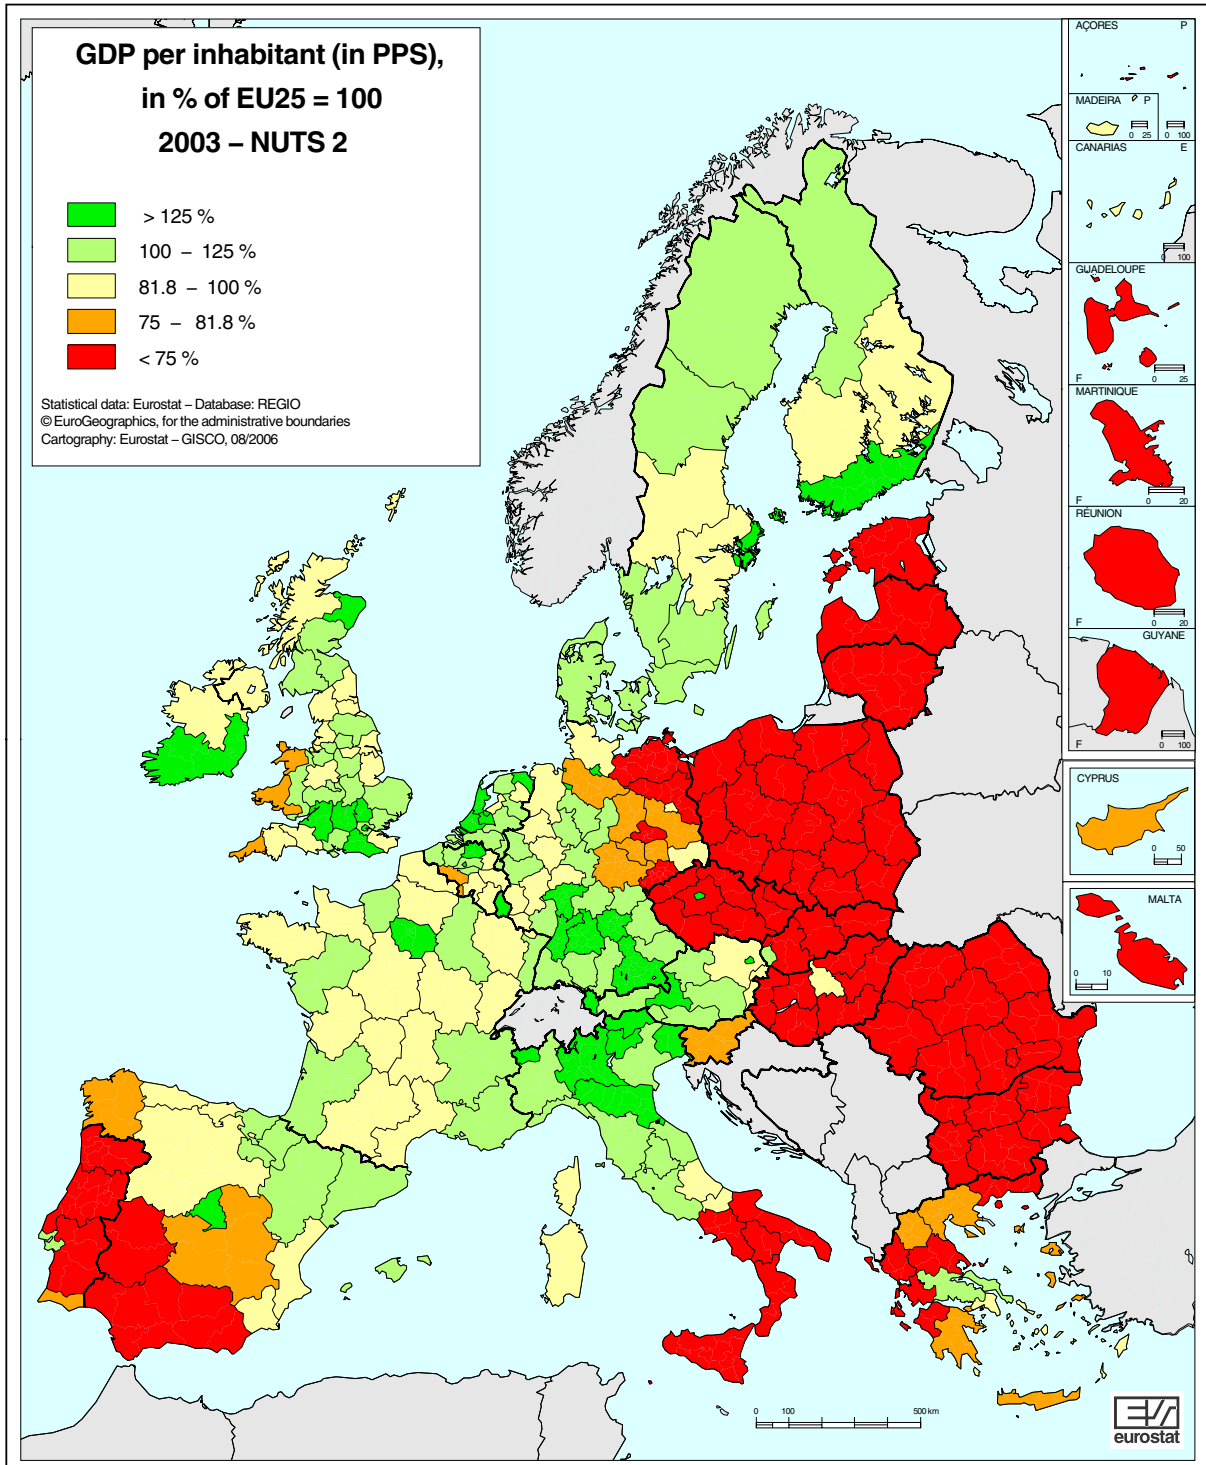 GDP per inhabitant (in PPS),
in % of EU25 = 100
2003 – NUTS 2
> 125 %
100 – 125 %
81.8 – 100 %
75 – 81.8 %
< 75 %
Statistical data: Eurostat – Database: REGIO
© EuroGeographics, for the administrative boundaries
Cartography: Eurostat – GISCO, 08/2006
AÇORES P
MADEIRA P
0 25
0 100
CANARIAS E
0 100
GUADELOUPE
F
0 25
MARTINIQUE
F
0 20
RÉUNION
F
0 20
GUYANE
F
0 100
CYPRUS
0 50
MALTA
0 10
0 100 500 km
eurostat